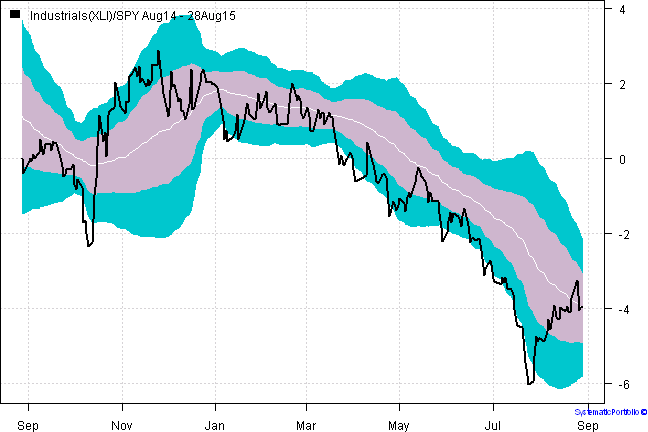 Industrials(XLI)/SPY Aug14 - 28Aug15
4
2
0
-2
-4
-6
Sep Nov Jan Mar May Jul Sep
SystematicPortfolio ©